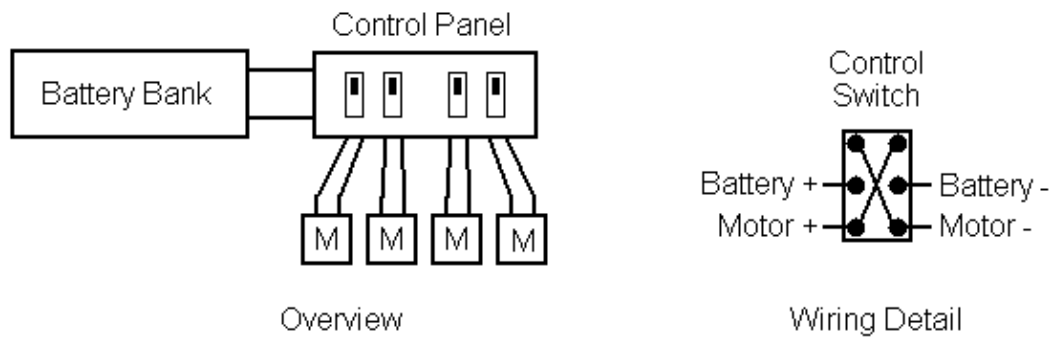 Control Panel
Battery Bank
M M M M
Overview
Control
Switch
Battery + Battery -
Motor + Motor -
Wiring Detail